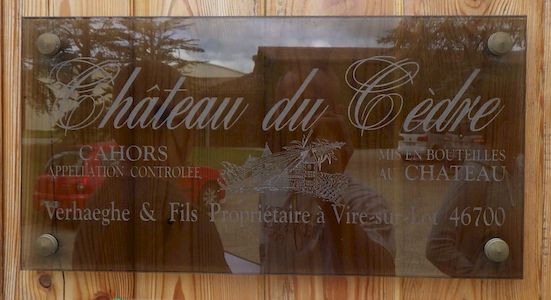 Château du Cèdre
CAHORS
APPELLATION CONTROLEE
MIS EN BOUTEILLES
AU CHATEAU
Verhaeghe & Fils Propriétaire à Vire-sur-Lot 46700